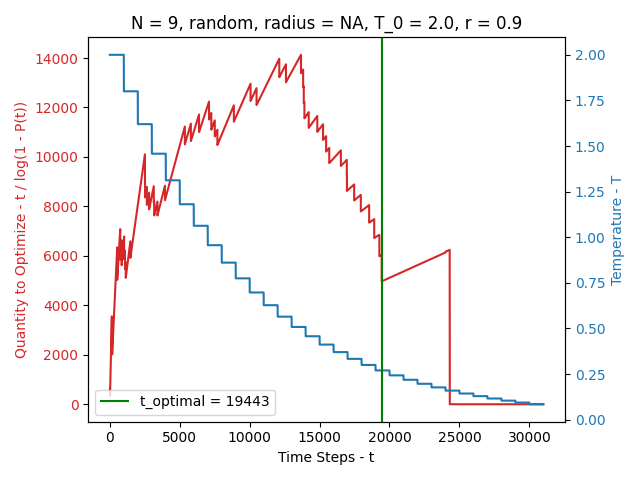 N = 9, random, radius = NA, T_0 = 2.0, r = 0.9
Quantity to Optimize - t / log(1 - P(t))
14000
12000
10000
8000
6000
4000
2000
0
2.00
1.75
1.50
1.25
1.00
0.75
0.50
0.25
0.00
Temperature - T
t_optimal = 19443
0 5000 10000 15000 20000 25000 30000
Time Steps - t